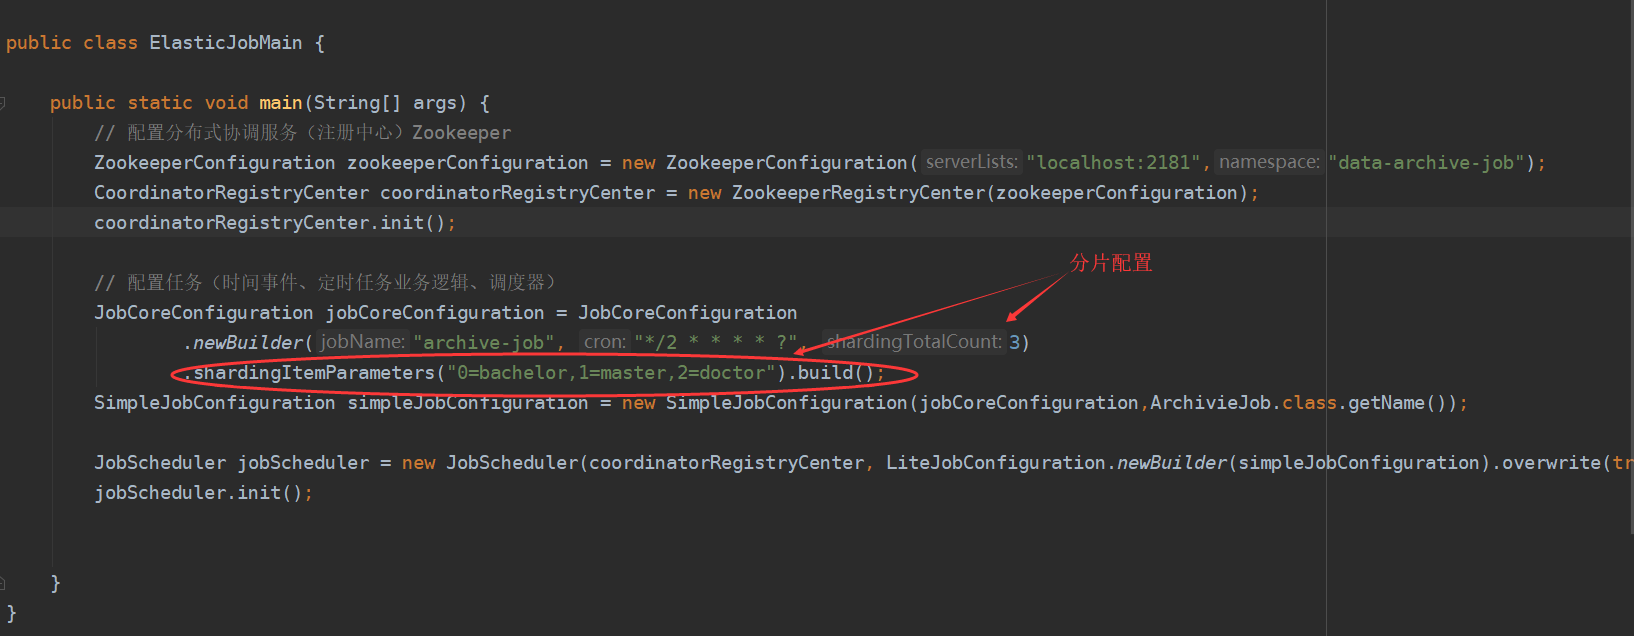 public class ElasticJobMain {
public static void main(String[] args) {
// 配置分布式协调服务（注册中心）Zookeeper
ZookeeperConfiguration zookeeperConfiguration = new ZookeeperConfiguration( serverLists: "localhost:2181", namespace: "data-archive-job");
CoordinatorRegistryCenter coordinatorRegistryCenter = new ZookeeperRegistryCenter(zookeeperConfiguration);
coordinatorRegistryCenter.init();
分片配置
// 配置任务（时间事件、定时任务业务逻辑、调度器）
JobCoreConfiguration jobCoreConfiguration = JobCoreConfiguration
.newBuilder( jobName: "archive-job", cron: "*/2 * * * * ?", shardingTotalCount: 3)
.shardingItemParameters("0=bachelor,1=master,2=doctor").build();
SimpleJobConfiguration simpleJobConfiguration = new SimpleJobConfiguration(jobCoreConfiguration,ArchivieJob.class.getName());
JobScheduler jobScheduler = new JobScheduler(coordinatorRegistryCenter, LiteJobConfiguration.newBuilder(simpleJobConfiguration).overwrite(tr
jobScheduler.init();
}
}